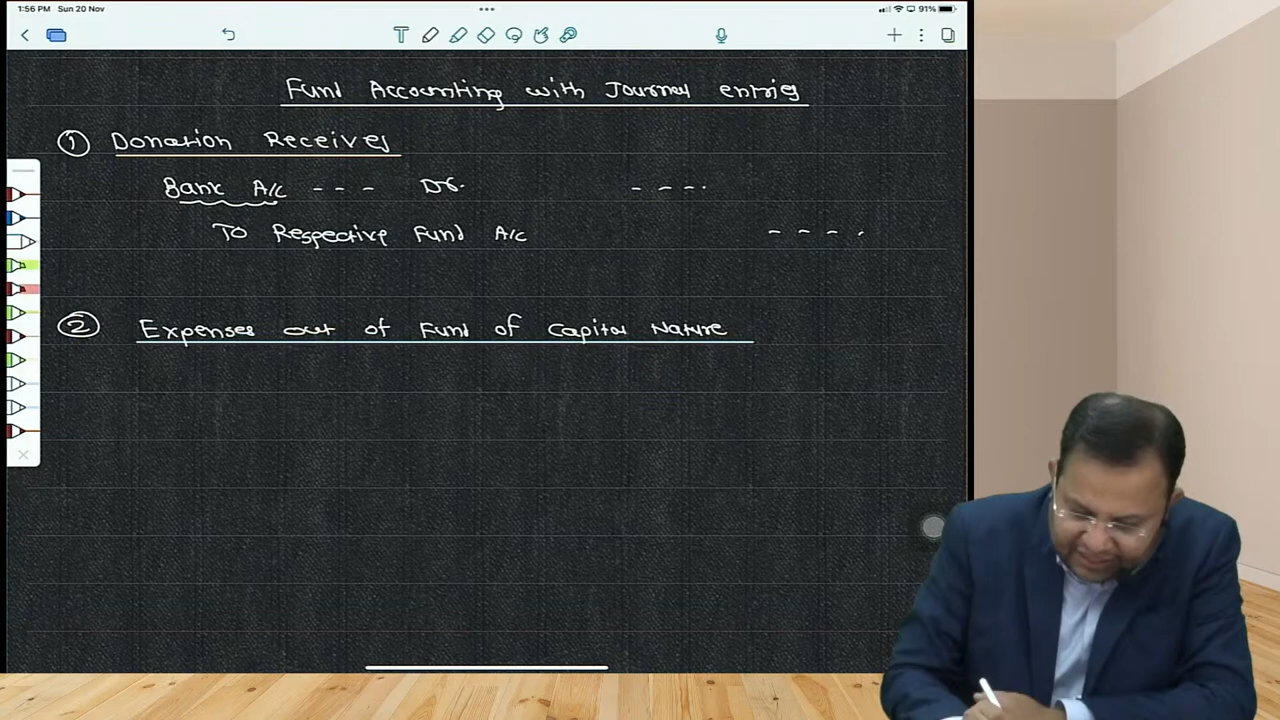 1:56 PM Sun 20 Nov
91%
Fund Accounting with Journal entries
① Donation Receives
Bank A/c - - - Dr. - - - -
To Respective Fund A/c - - - -
② Expenses out of Fund of Capital Nature